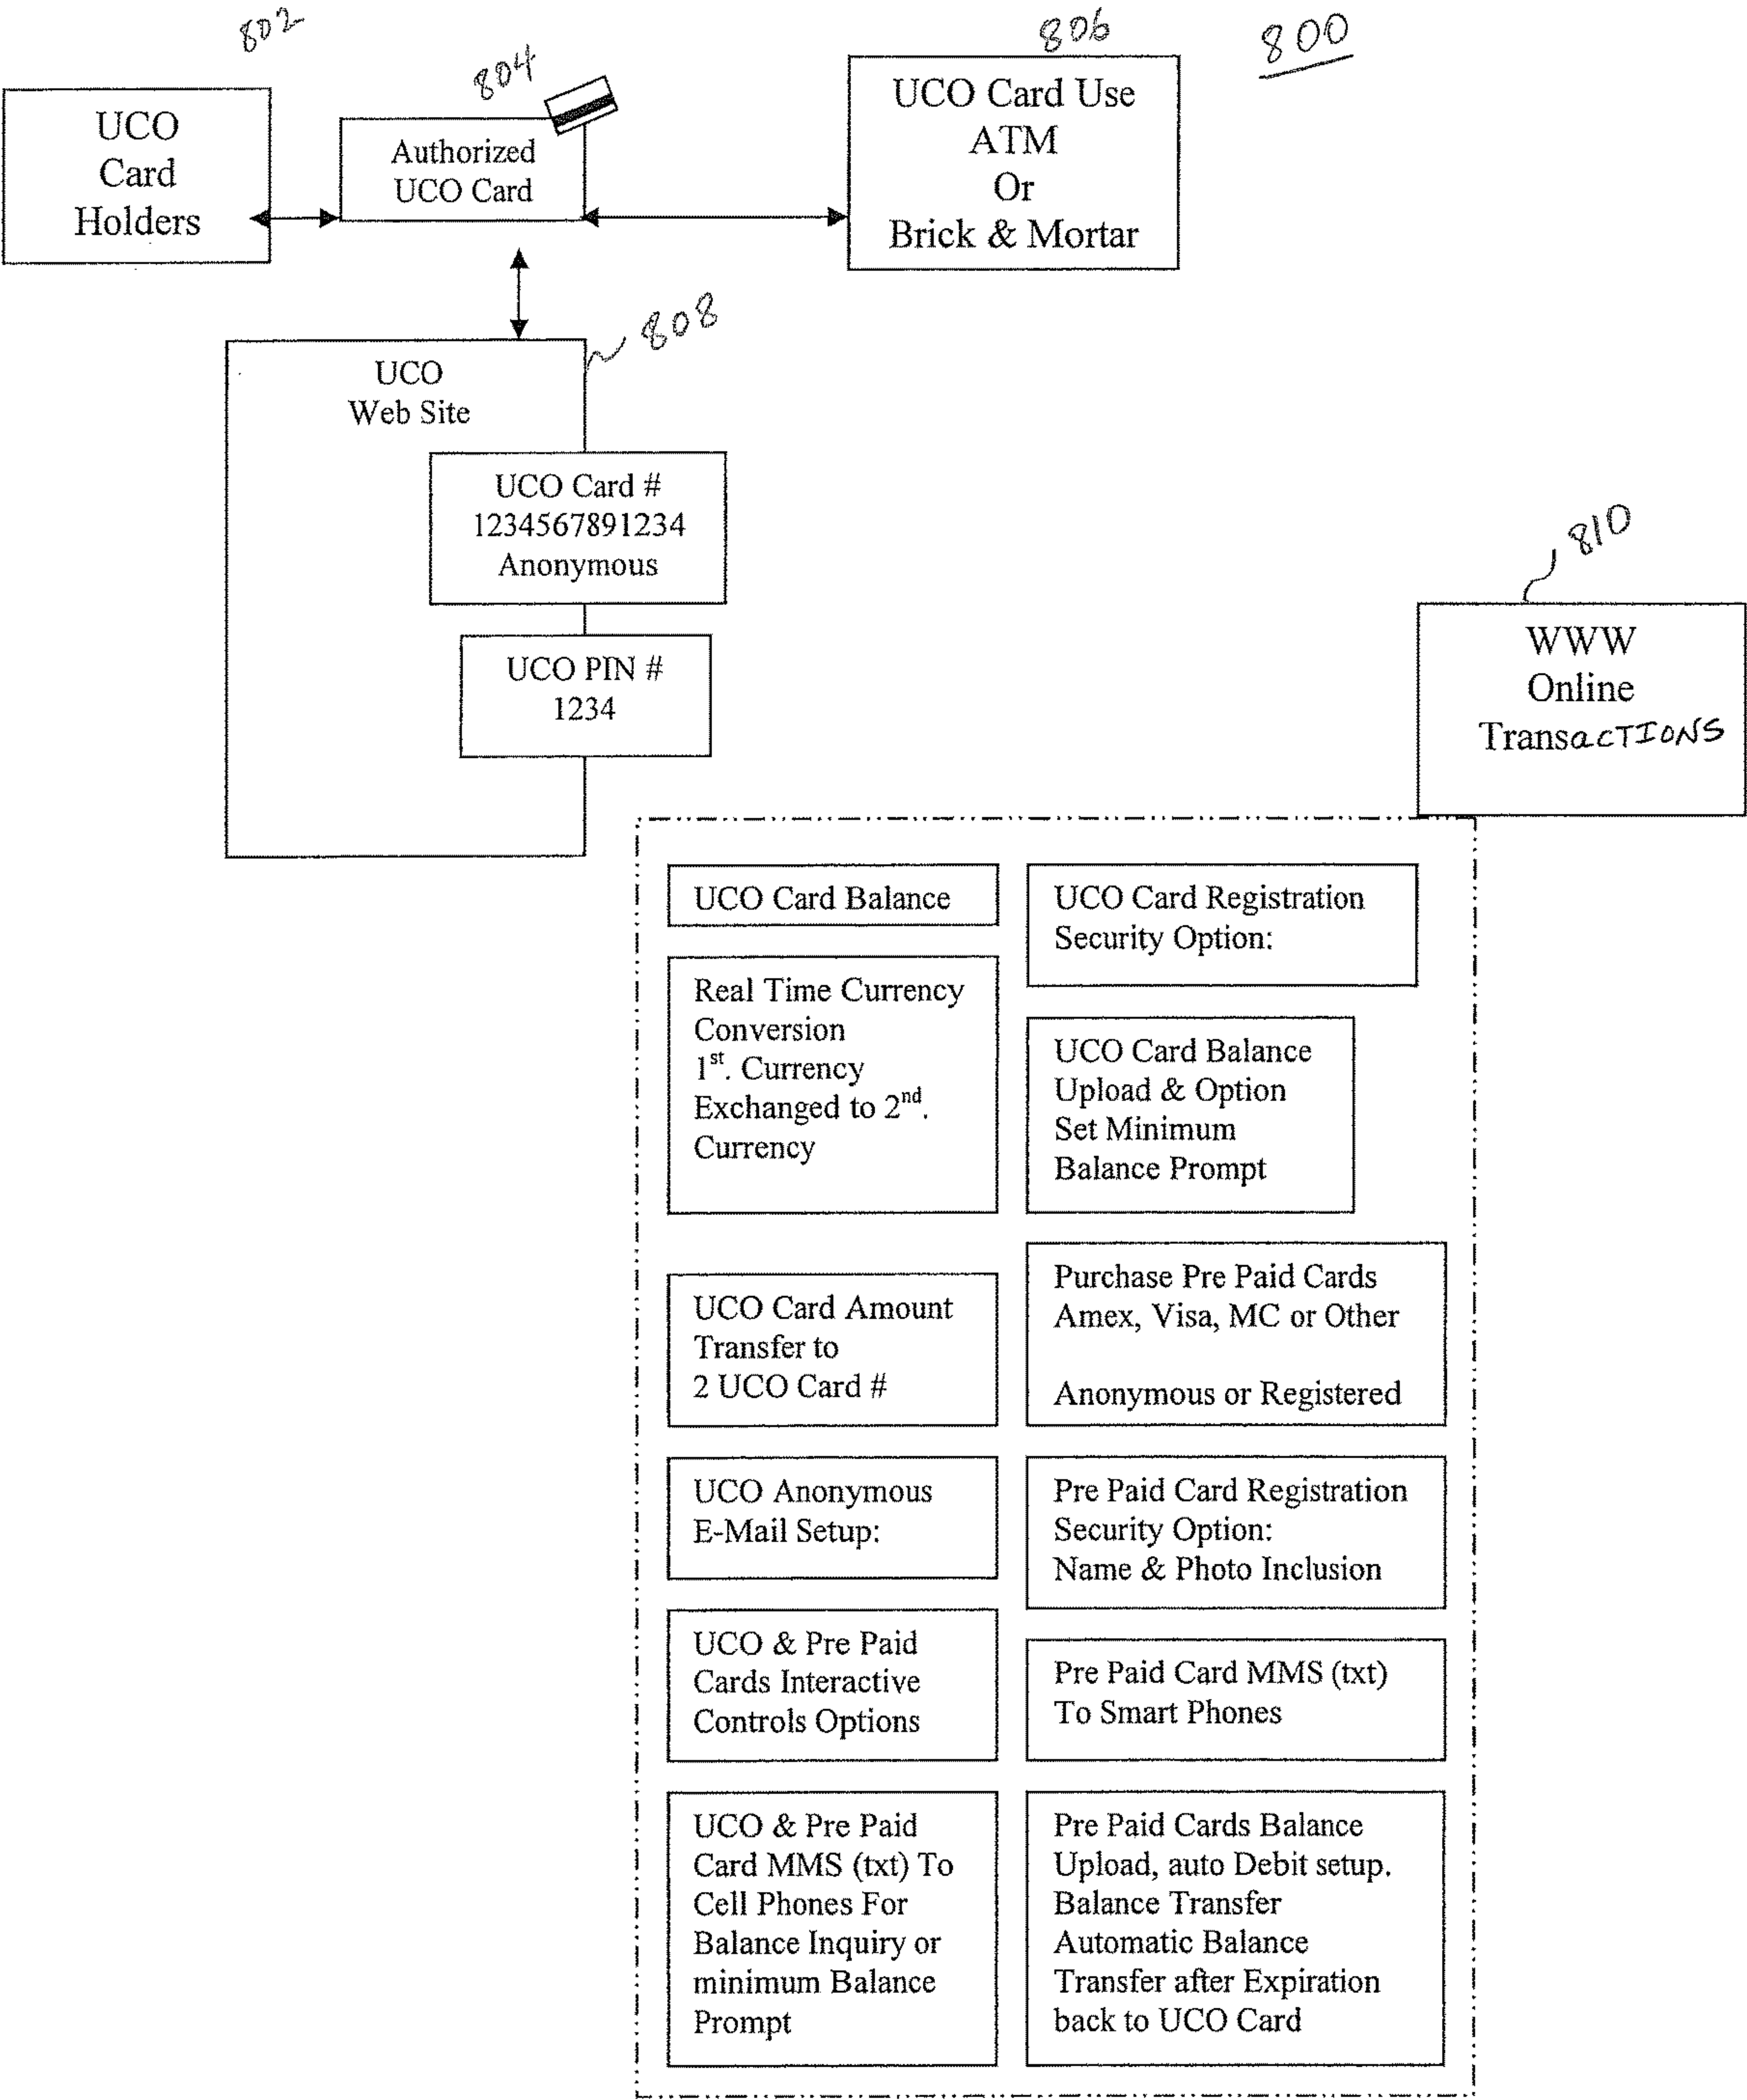 802
804
806
800
UCO
Card
Holders
Authorized
UCO Card
UCO Card Use
ATM
Or
Brick & Mortar
808
UCO
Web Site
UCO Card #
1234567891234
Anonymous
UCO PIN #
1234
810
WWW
Online
TransacTIONS
UCO Card Balance
Real Time Currency
Conversion
1st. Currency
Exchanged to 2nd.
Currency
UCO Card Amount
Transfer to
2 UCO Card #
UCO Anonymous
E-Mail Setup:
UCO & Pre Paid
Cards Interactive
Controls Options
UCO & Pre Paid
Card MMS (txt) To
Cell Phones For
Balance Inquiry or
minimum Balance
Prompt
UCO Card Registration
Security Option:
UCO Card Balance
Upload & Option
Set Minimum
Balance Prompt
Purchase Pre Paid Cards
Amex, Visa, MC or Other
Anonymous or Registered
Pre Paid Card Registration
Security Option:
Name & Photo Inclusion
Pre Paid Card MMS (txt)
To Smart Phones
Pre Paid Cards Balance
Upload, auto Debit setup.
Balance Transfer
Automatic Balance
Transfer after Expiration
back to UCO Card